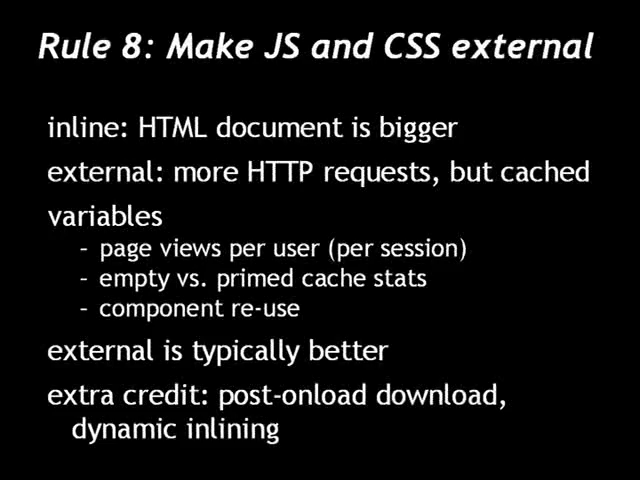 Rule 8: Make JS and CSS external
inline: HTML document is bigger
external: more HTTP requests, but cached
variables
– page views per user (per session)
– empty vs. primed cache stats
– component re-use
external is typically better
extra credit: post-onload download,
dynamic inlining